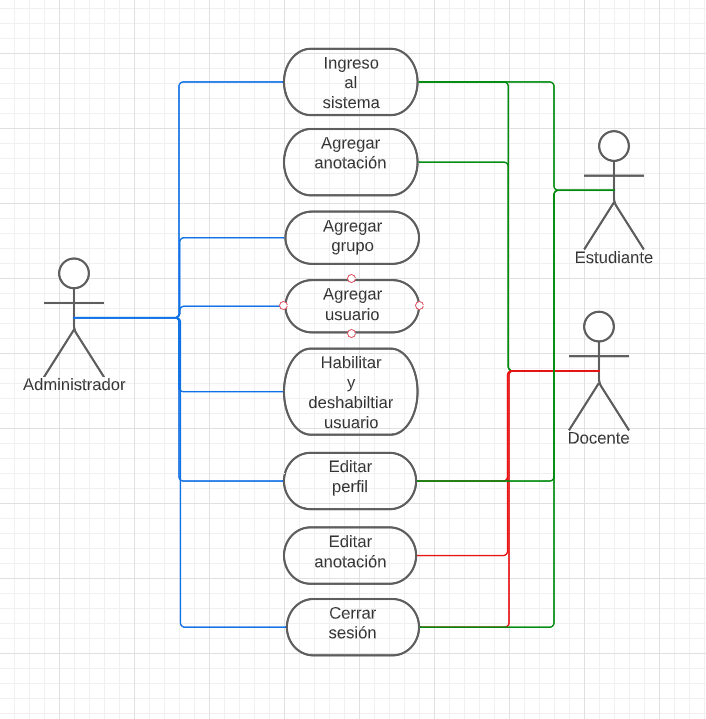 Ingreso
al
sistema
Agregar
anotación
Agregar
grupo
Agregar
usuario
Habilitar
y
deshabiltiar
usuario
Editar
perfil
Editar
anotación
Cerrar
sesión
Administrador
Estudiante
Docente